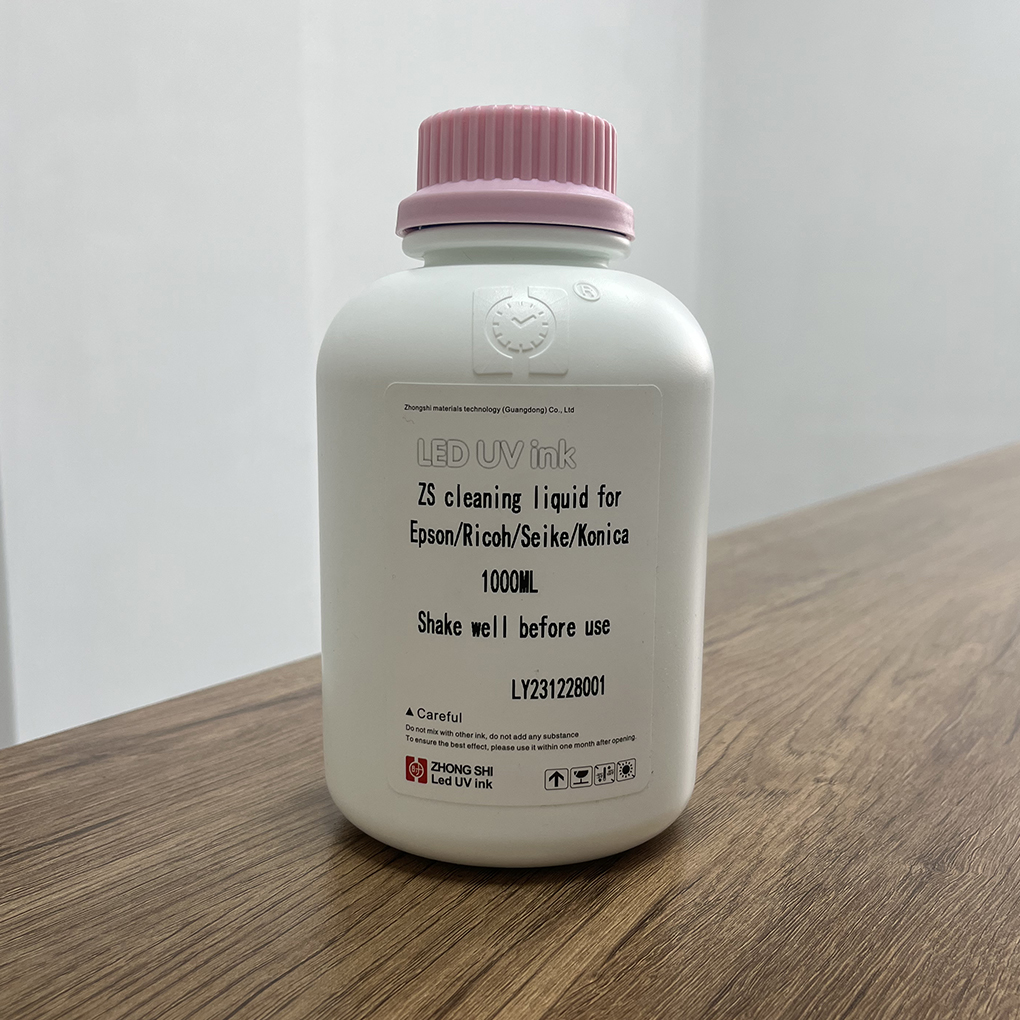 ®
Zhongshi materials technology (Guangdong) Co., Ltd
LED UV ink
ZS cleaning liquid for
Epson/Ricoh/Seike/Konica
1000ML
Shake well before use
LY231228001
Careful
Do not mix with other ink, do not add any substance
To ensure the best effect, please use it within one month after opening.
ZHONG SHI
Led UV ink